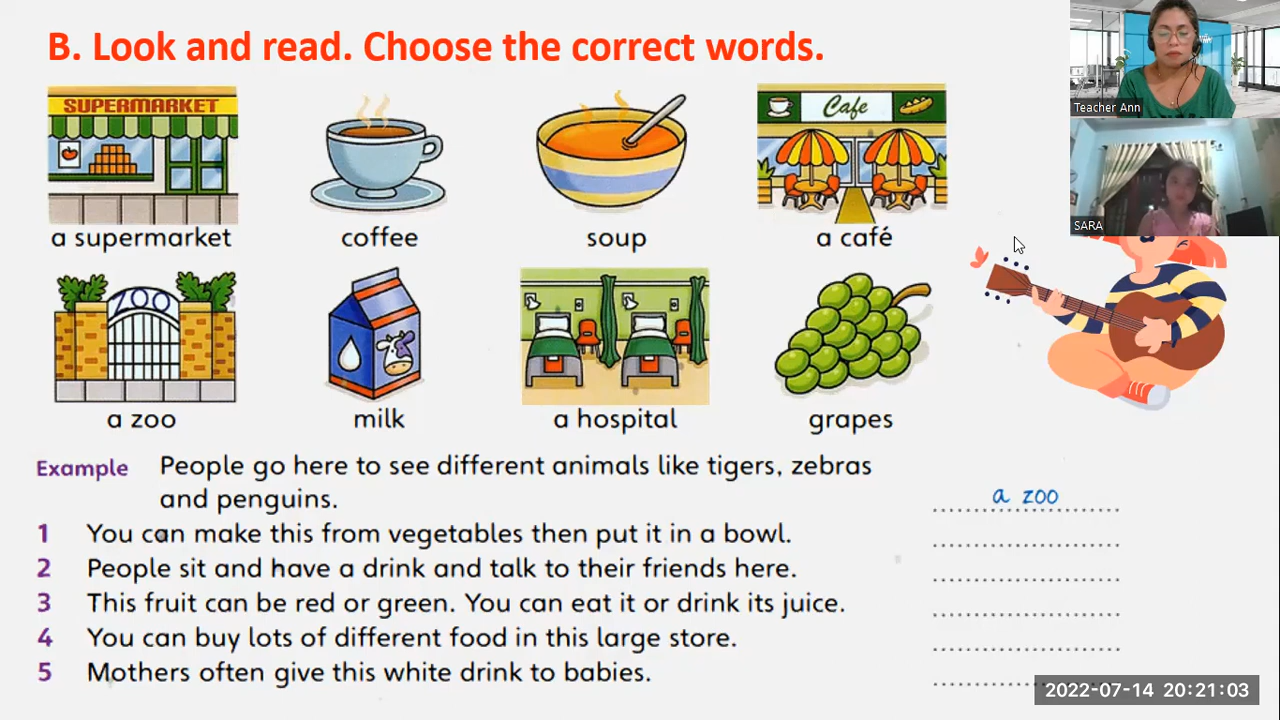 B. Look and read. Choose the correct words.
Teacher Ann
SARA
SUPERMARKET
Cafe
a supermarket
coffee
soup
a café
ZOO
a zoo
milk
a hospital
grapes
Example People go here to see different animals like tigers, zebras
and penguins.
a zoo
1 You can make this from vegetables then put it in a bowl.
2 People sit and have a drink and talk to their friends here.
3 This fruit can be red or green. You can eat it or drink its juice.
4 You can buy lots of different food in this large store.
5 Mothers often give this white drink to babies.
2022-07-14 20:21:03